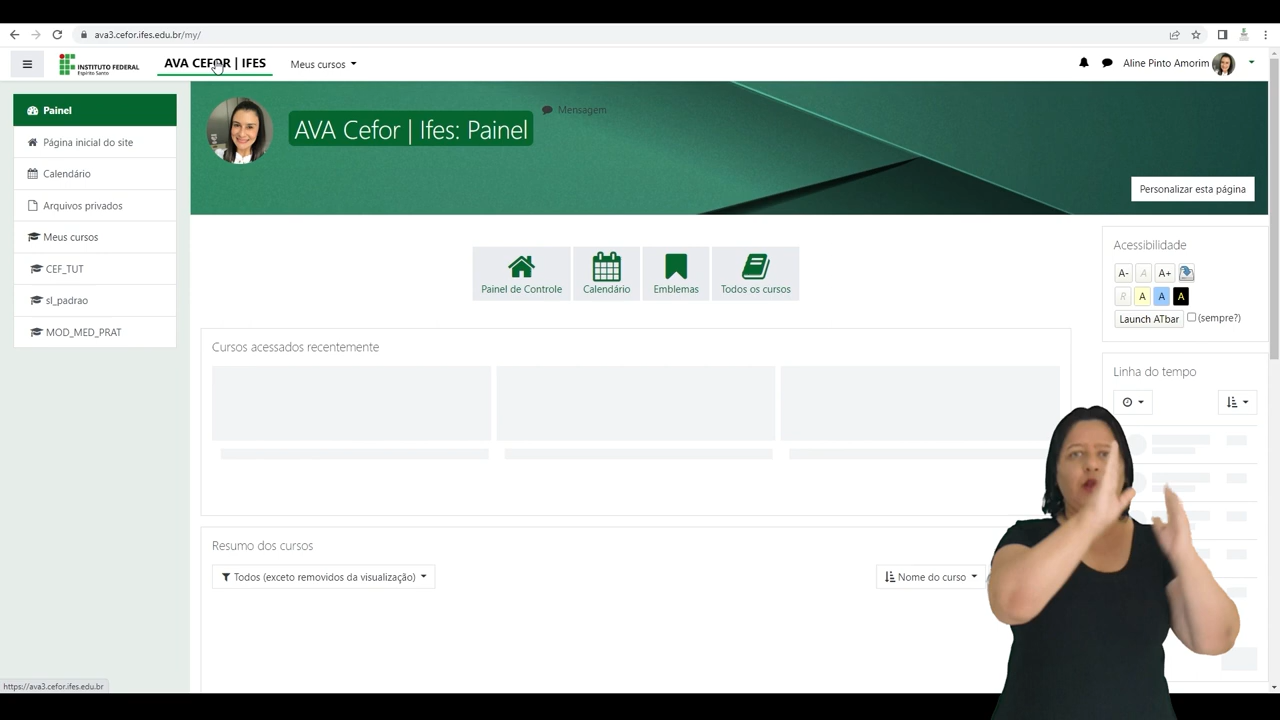 ava3.cefor.ifes.edu.br/my/
INSTITUTO FEDERAL
Espírito Santo
AVA CEFOR | IFES
Meus cursos
Aline Pinto Amorim
Painel
Página inicial do site
Calendário
Arquivos privados
Meus cursos
CEF_TUT
sl_padrao
MOD_MED_PRAT
AVA Cefor | Ifes: Painel
Mensagem
Personalizar esta página
Painel de Controle
Calendário
Emblemas
Todos os cursos
Cursos acessados recentemente
Resumo dos cursos
Todos (exceto removidos da visualização)
Nome do curso
Acessibilidade
A- A A+
R A A A
Launch ATbar (sempre?)
Linha do tempo
https://ava3.cefor.ifes.edu.br